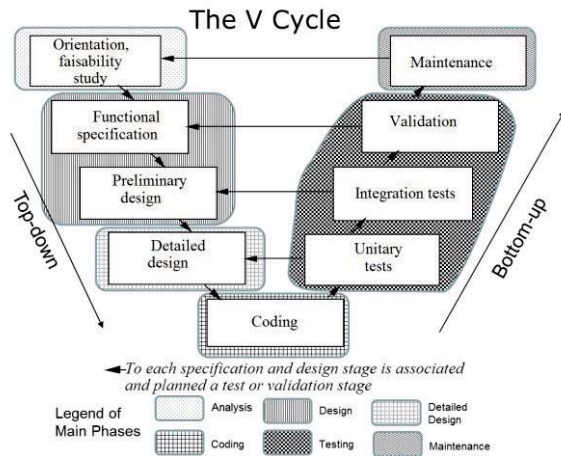 The V Cycle
Orientation,
faisability
study
Maintenance
Functional
specification
Validation
Preliminary
design
Integration tests
Detailed
design
Unitary
tests
Coding
Top-down
Bottom-up
To each specification and design stage is associated
and planned a test or validation stage
Legend of
Main Phases
Analysis
Design
Detailed
Design
Coding
Testing
Maintenance